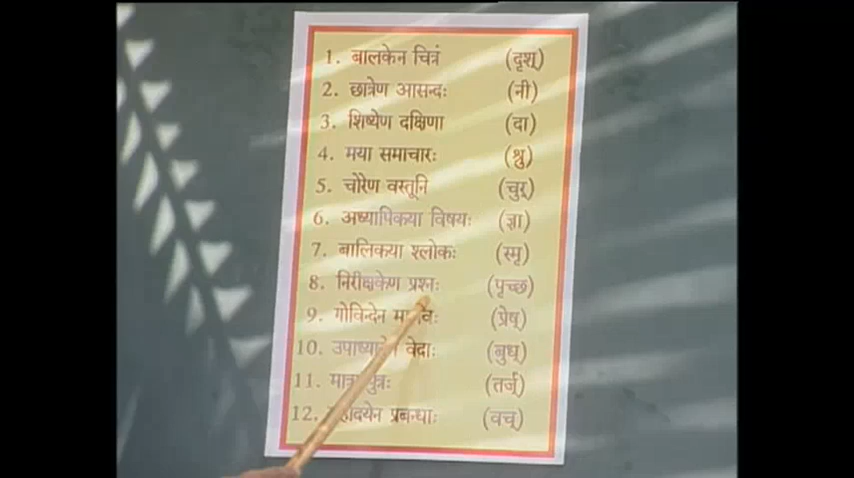 1. बालकेन चित्रं (दृश्)
2. छात्रेण आसन्दः (नी)
3. शिष्येण दक्षिणा (दा)
4. मया समाचारः (श्रु)
5. चोरेण वस्तूनि (चुर्)
6. अध्यापिकया विषयः (ज्ञा)
7. बालिकया श्लोकः (स्मृ)
8. निरीक्षकेण प्रश्नः (पृच्छ)
9. गोविन्देन (प्रेष्)
10. वेदाः (बुध्)
11. पुत्रः (तर्ज्)
12. प्रबन्धाः (वच्)